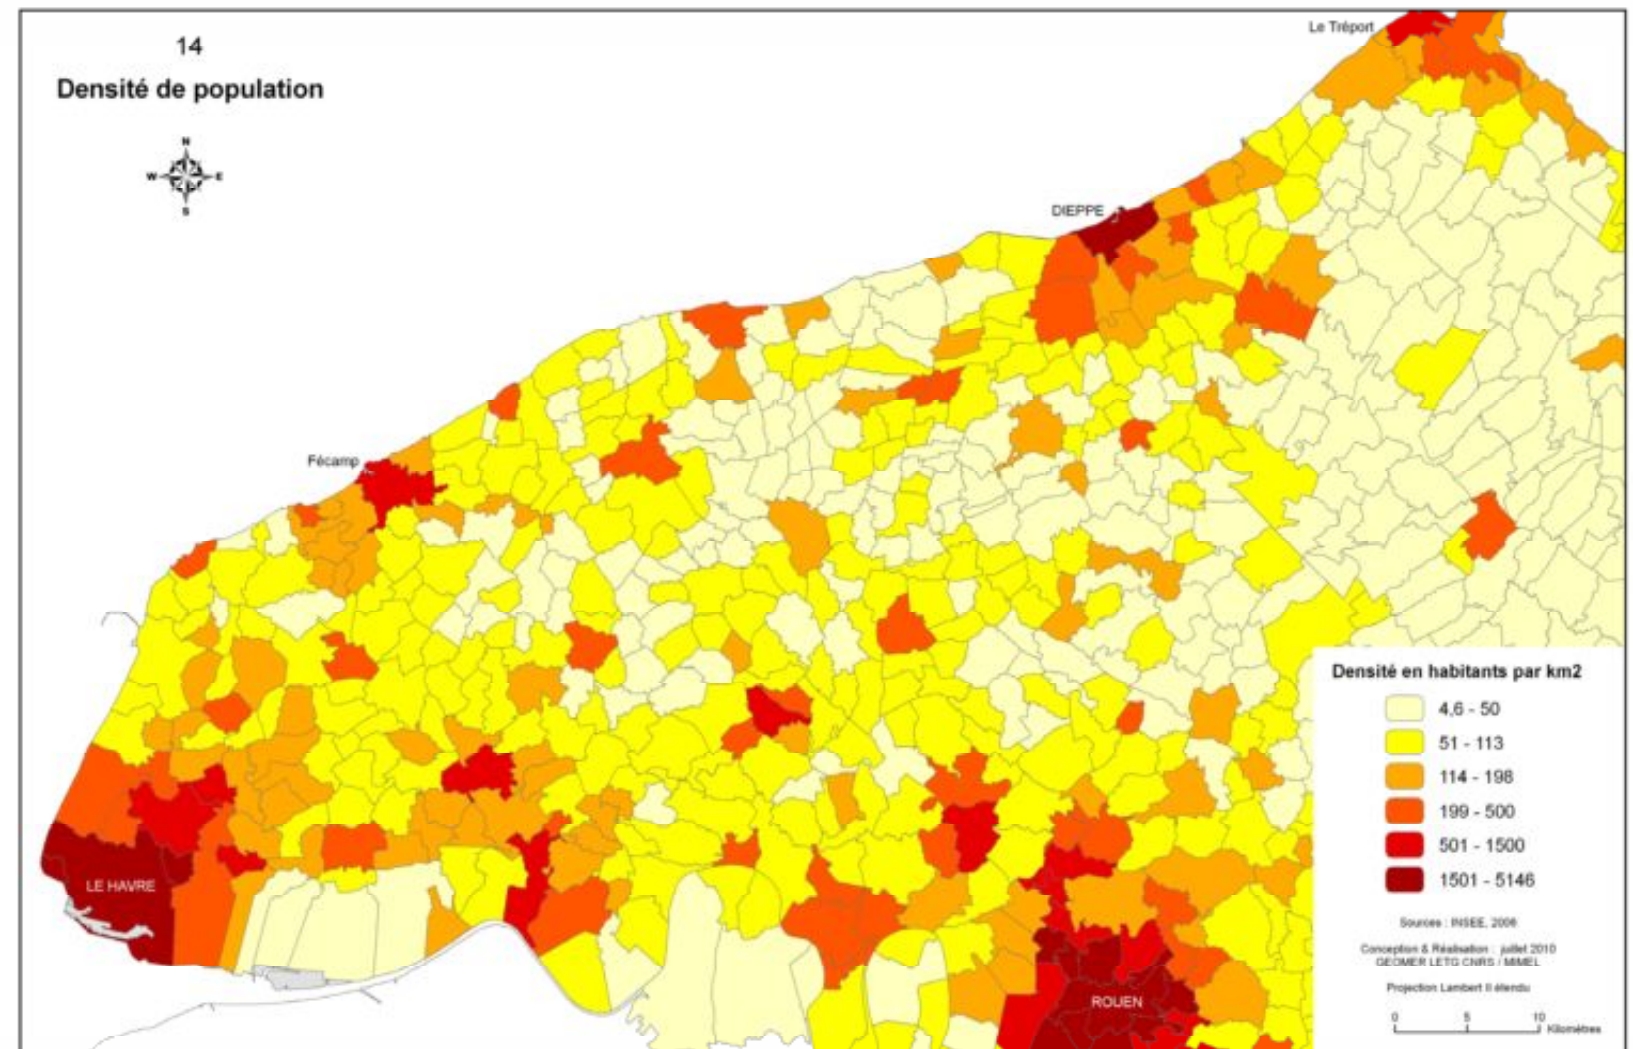 14
Densité de population
N
W E
S
Le Tréport
DIEPPE
Fécamp
LE HAVRE
ROUEN
Densité en habitants par km2
4,6 - 50
51 - 113
114 - 198
199 - 500
501 - 1500
1501 - 5146
Sources : INSEE, 2006
Conception & Réalisation : juillet 2010
GEOMER LETG CNRS / MIMEL
Projection Lambert II étendu
0 5 10
Kilomètres